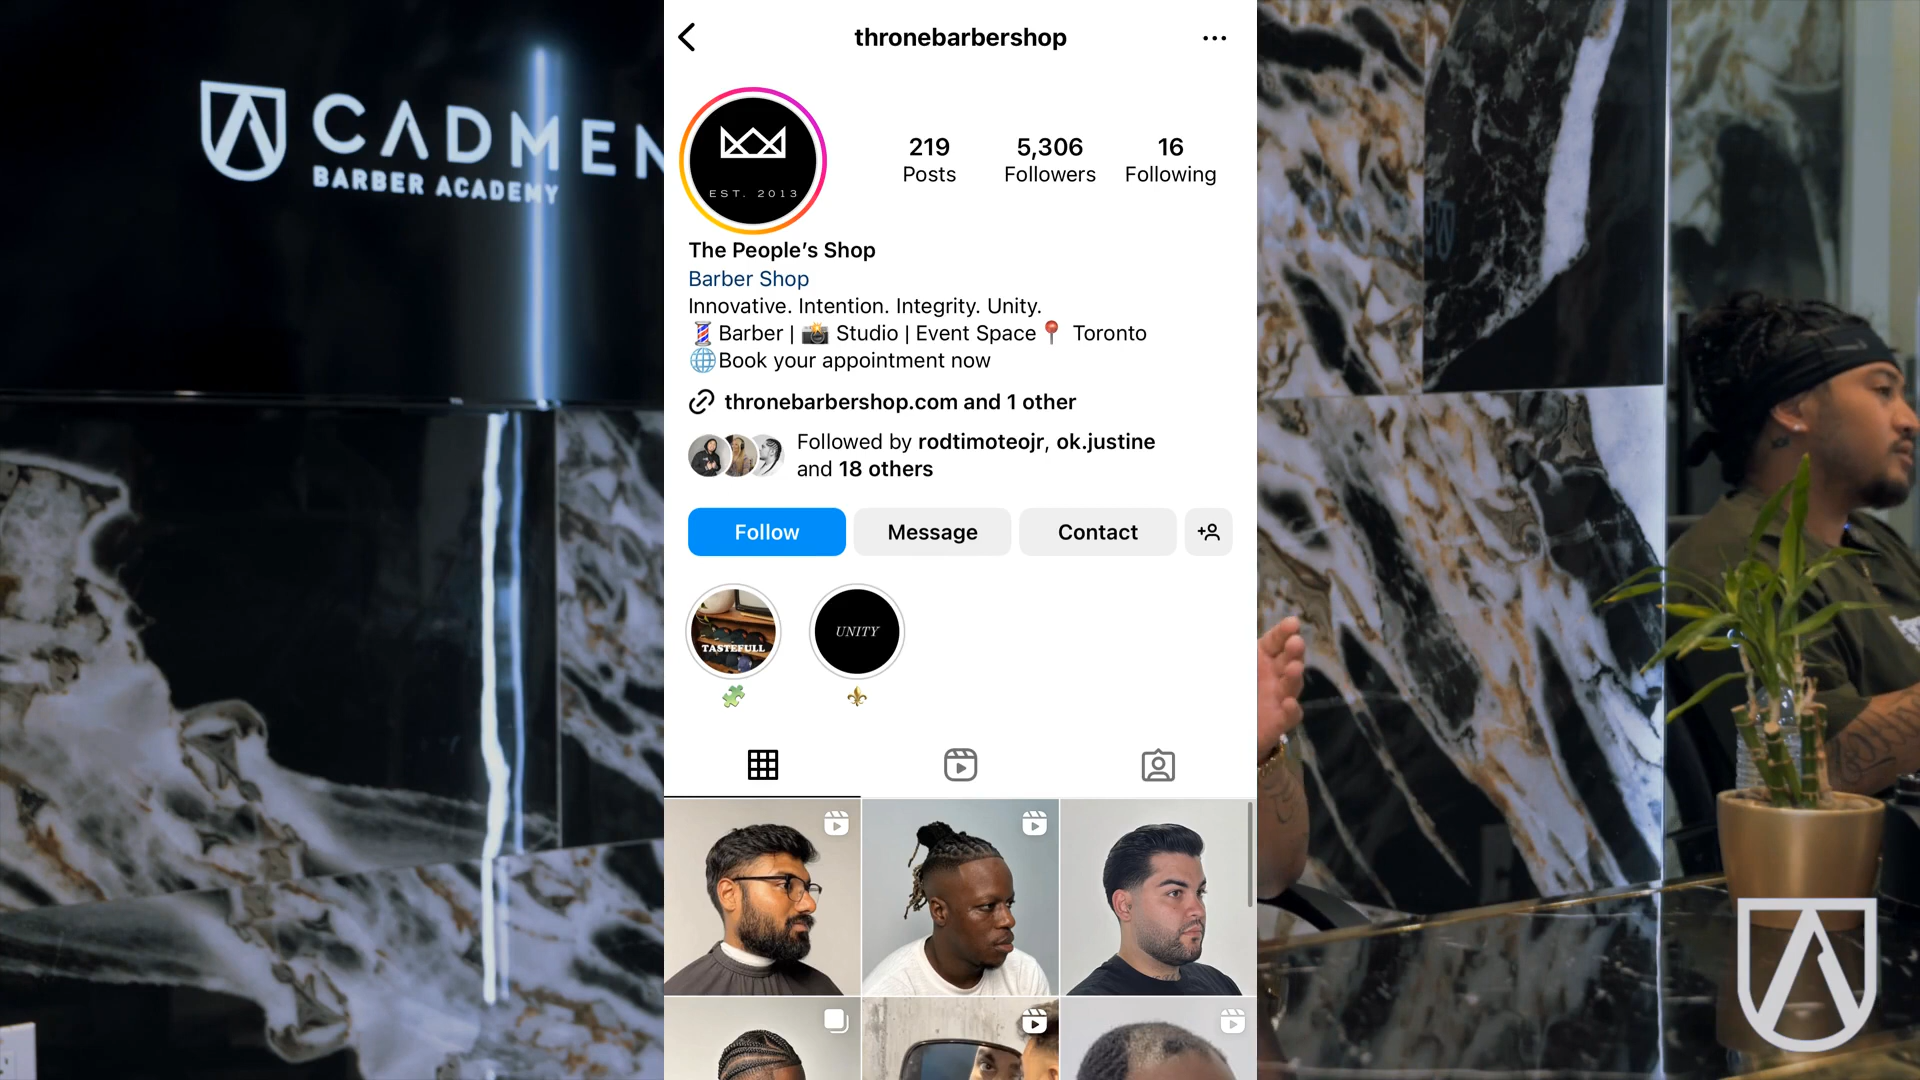 CADMEN
BARBER ACADEMY
thronebarbershop
EST. 2013
219
Posts
5,306
Followers
16
Following
The People’s Shop
Barber Shop
Innovative. Intention. Integrity. Unity.
💈Barber | 📸 Studio | Event Space📍 Toronto
🌐Book your appointment now
thronebarbershop.com and 1 other
Followed by rodtimoteojr, ok.justine
and 18 others
Follow
Message
Contact
TASTEFULL
UNITY